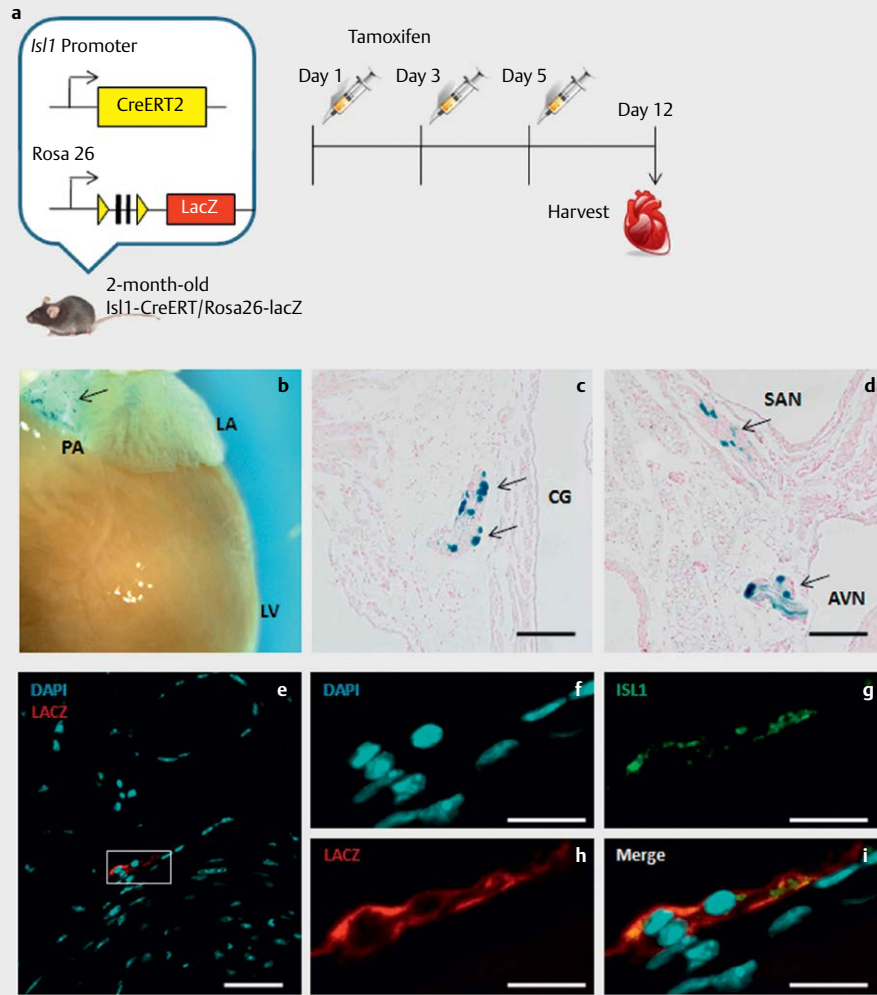 a
Isl1 Promoter
CreERT2
Rosa 26
LacZ
2-month-old
Isl1-CreERT/Rosa26-lacZ
Tamoxifen
Day 1
Day 3
Day 5
Day 12
Harvest
b
PA
LA
LV
c
CG
d
SAN
AVN
DAPI
LACZ
e
DAPI
f
ISL1
g
LACZ
h
Merge
i